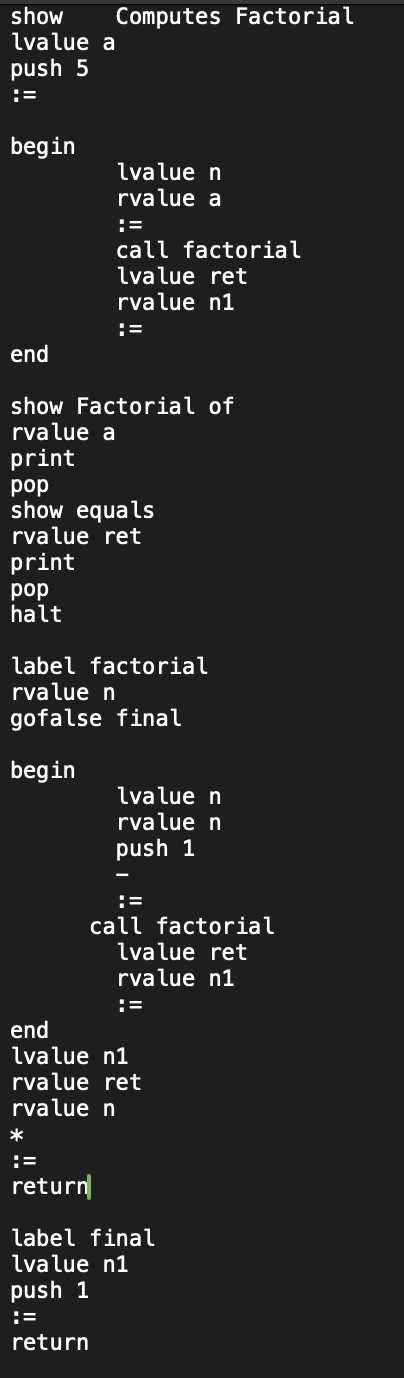 show    Computes Factorial
lvalue a
push 5
:=

begin
        lvalue n
        rvalue a
        :=
        call factorial
        lvalue ret
        rvalue n1
        :=
end

show Factorial of
rvalue a
print
pop
show equals
rvalue ret
print
pop
halt

label factorial
rvalue n
gofalse final

begin
        lvalue n
        rvalue n
        push 1
        -
        :=
      call factorial
        lvalue ret
        rvalue n1
        :=
end
lvalue n1
rvalue ret
rvalue n
*
:=
return

label final
lvalue n1
push 1
:=
return